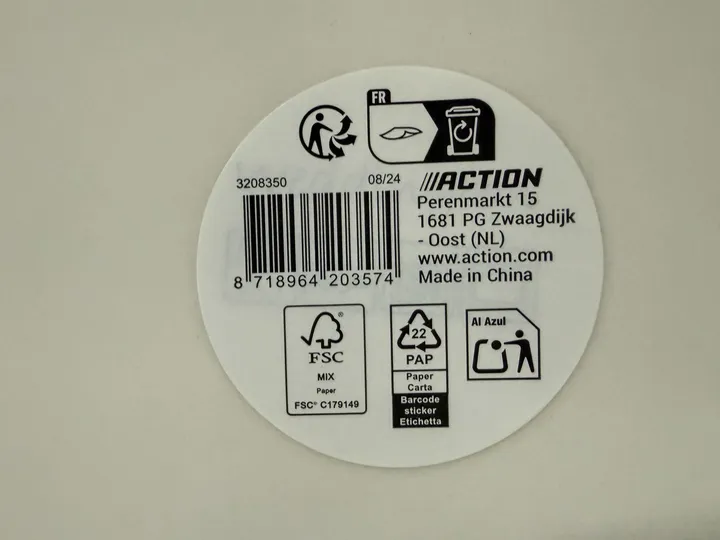 FR
3208350 08/24
///ACTION
Perenmarkt 15
1681 PG Zwaagdijk
- Oost (NL)
www.action.com
Made in China
8 718964 203574
FSC®
MIX
Paper
FSC® C179149
22
PAP
Paper
Carta
Barcode
sticker
Etichetta
Al Azul